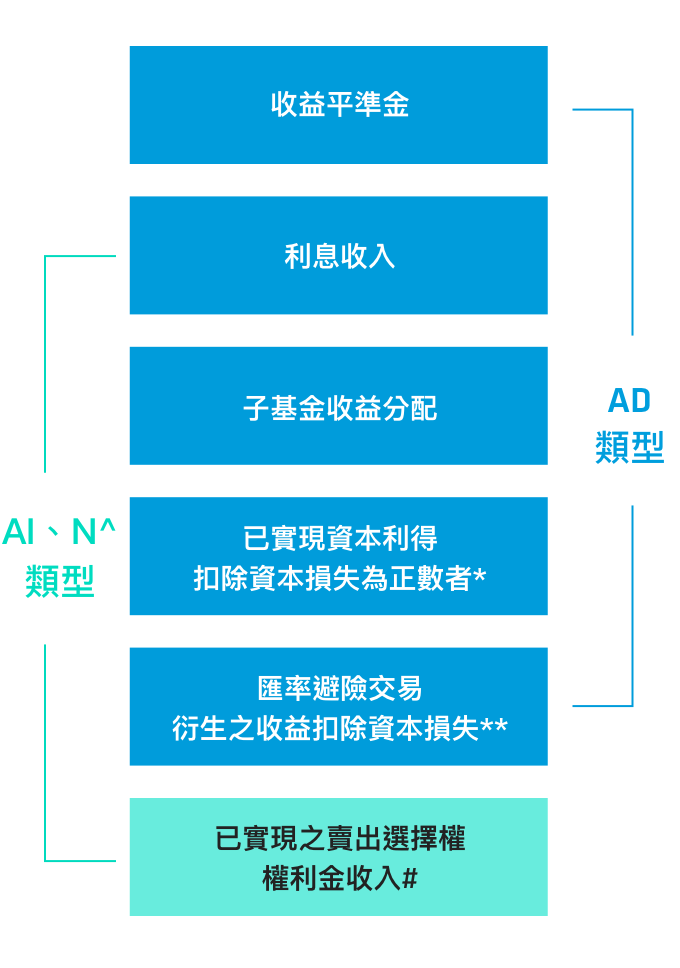 收益平準金
利息收入
子基金收益分配
AD
類型
已實現資本利得
扣除資本損失為正數者*
AI、N^
類型
匯率避險交易
衍生之收益扣除資本損失**
已實現之賣出選擇權
權利金收入#